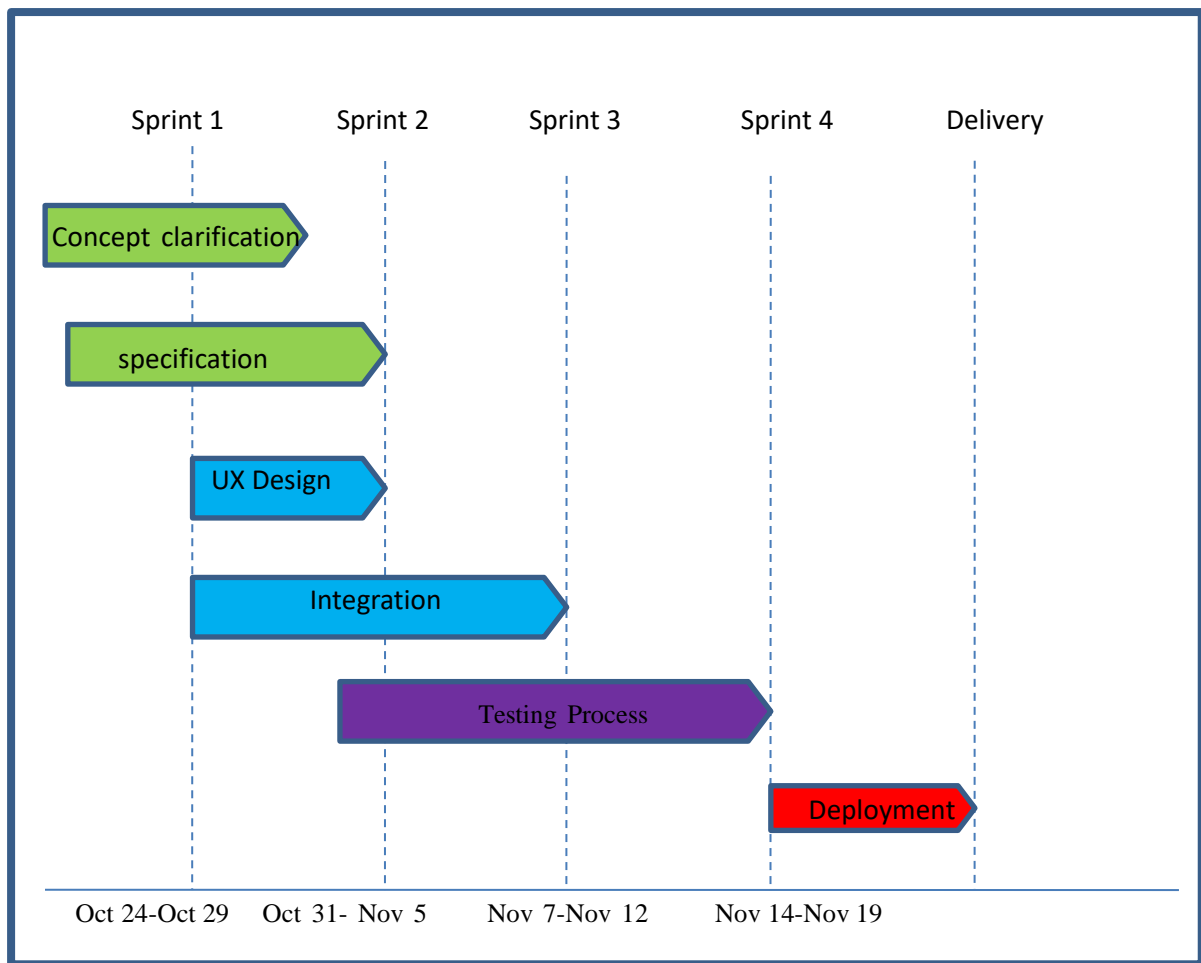 Sprint 1 Sprint 2 Sprint 3 Sprint 4 Delivery
Concept clarification
specification
UX Design
Integration
Testing Process
Deployment
Oct 24-Oct 29 Oct 31- Nov 5 Nov 7-Nov 12 Nov 14-Nov 19